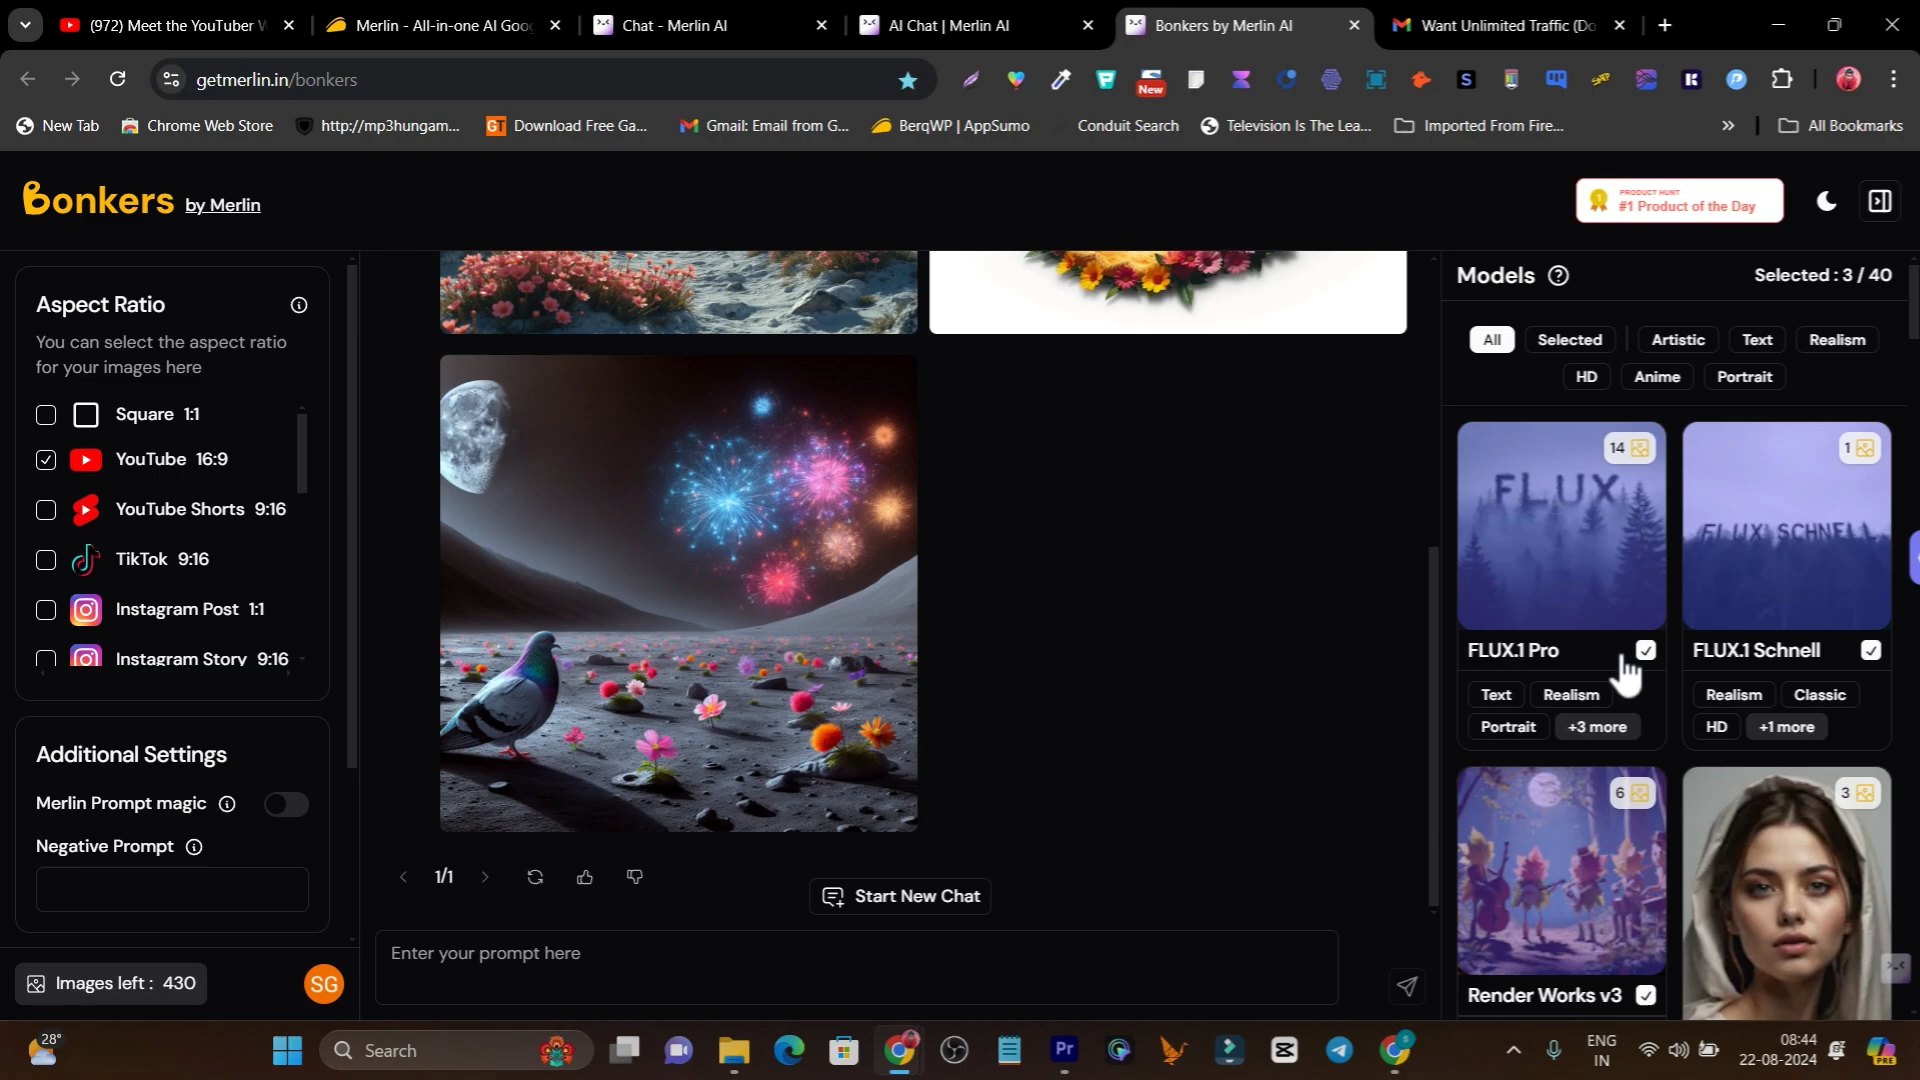 (972) Meet the YouTuber W
Merlin - All-in-one AI Goog
Chat - Merlin AI
AI Chat | Merlin AI
Bonkers by Merlin AI
Want Unlimited Traffic (Do
getmerlin.in/bonkers
New
New Tab
Chrome Web Store
http://mp3hungam...
GT
Download Free Ga...
Gmail: Email from G...
BerqWP | AppSumo
Conduit Search
Television Is The Lea...
Imported From Fire...
All Bookmarks
Bonkers by Merlin
PRODUCT HUNT
#1 Product of the Day
Aspect Ratio
You can select the aspect ratio
for your images here
Square 1:1
YouTube 16:9
YouTube Shorts 9:16
TikTok 9:16
Instagram Post 1:1
Instagram Story 9:16
Additional Settings
Merlin Prompt magic
Negative Prompt
Images left : 430
SG
1/1
Start New Chat
Enter your prompt here
Models
Selected : 3 / 40
All
Selected
Artistic
Text
Realism
HD
Anime
Portrait
14
FLUX
1
FLUX SCHNELL
FLUX.1 Pro
FLUX.1 Schnell
Text
Realism
Realism
Classic
Portrait
+3 more
HD
+1 more
6
3
Render Works v3
28°
Search
Pr
ENG
IN
08:44
22-08-2024
PRE